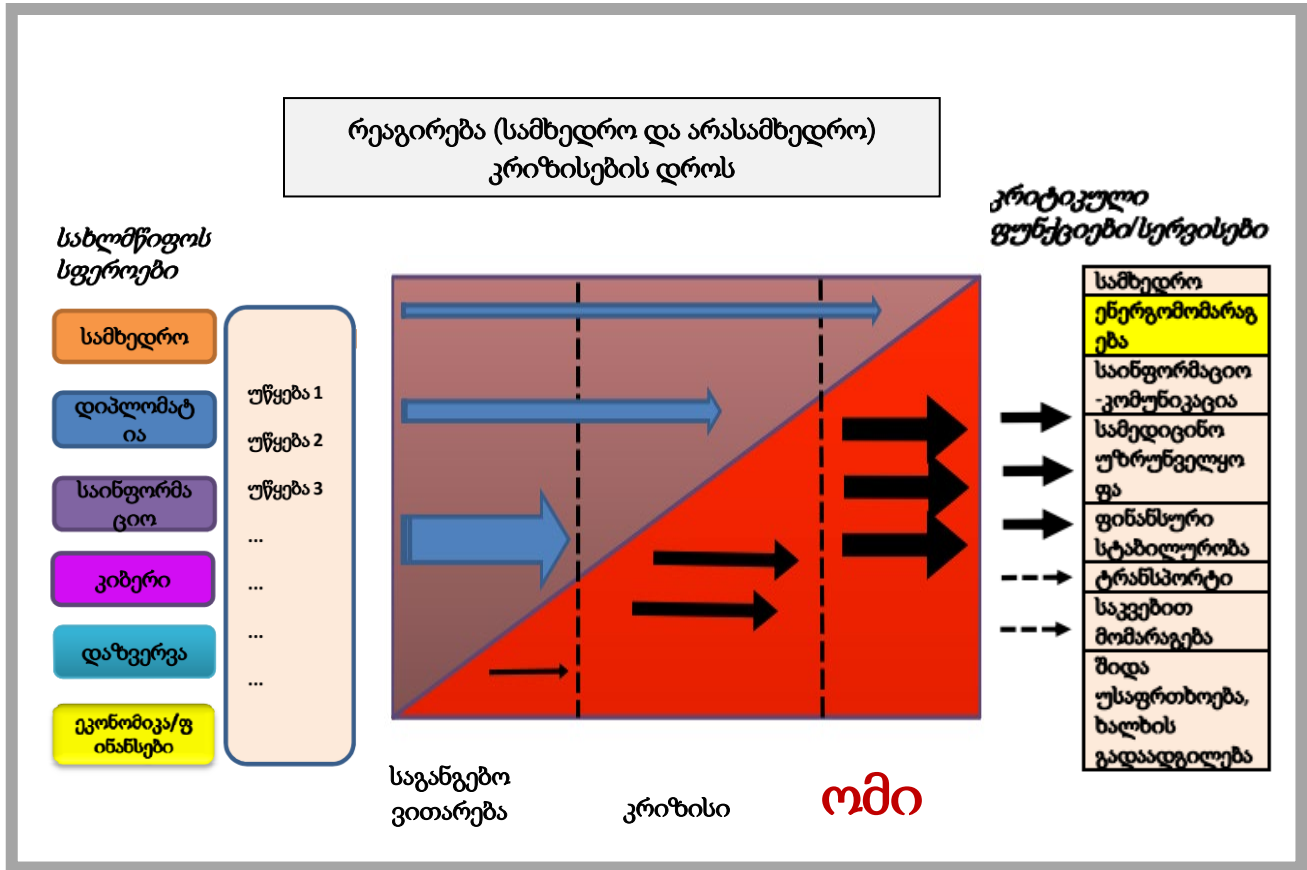 რეაგირება (სამხედრო და არასამხედრო)
კრიზისების დროს
სახლმწიფოს
სფეროები
სამხედრო
დიპლომატ
ია
საინფორმა
ციო
კიბერი
დაზვერვა
ეკონომიკა/ფ
ინანსები
უწყება 1
უწყება 2
უწყება 3
...
...
...
...
საგანგებო
ვითარება
კრიზისი
ომი
კრიტიკული
ფუნქციები/სერვისები
სამხედრო
ენერგომომარაგ
ება
საინფორმაციო
-კომუნიკაცია
სამედიცინო
უზრუნველყო
ფა
ფინანსური
სტაბილურობა
ტრანსპორტი
საკვებით
მომარაგება
შიდა
უსაფრთხოება,
ხალხის
გადაადგილება